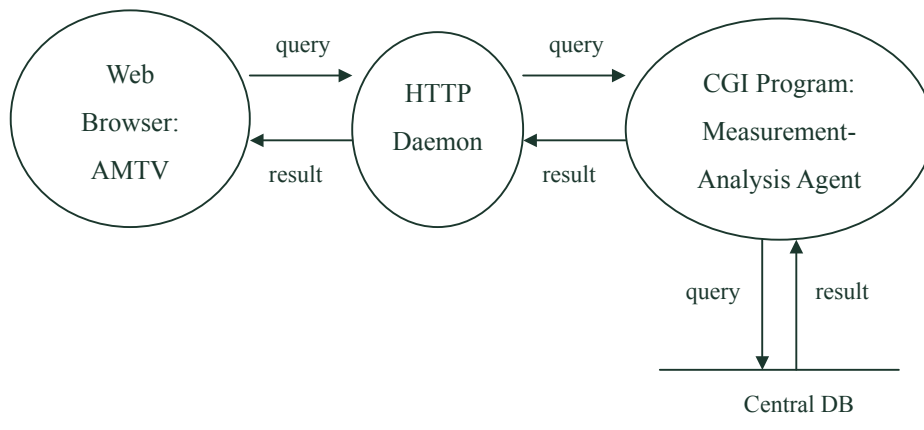 Web
Browser:
AMTV
query
result
HTTP
Daemon
query
result
CGI Program:
Measurement-
Analysis Agent
query
result
Central DB